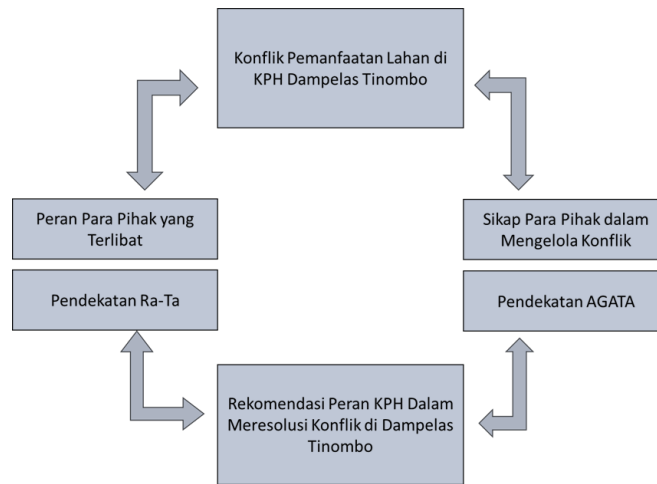 Konflik Pemanfaatan Lahan di
KPH Dampelas Tinombo
Peran Para Pihak yang
Terlibat
Sikap Para Pihak dalam
Mengelola Konflik
Pendekatan Ra-Ta
Pendekatan AGATA
Rekomendasi Peran KPH Dalam
Meresolusi Konflik di Dampelas
Tinombo